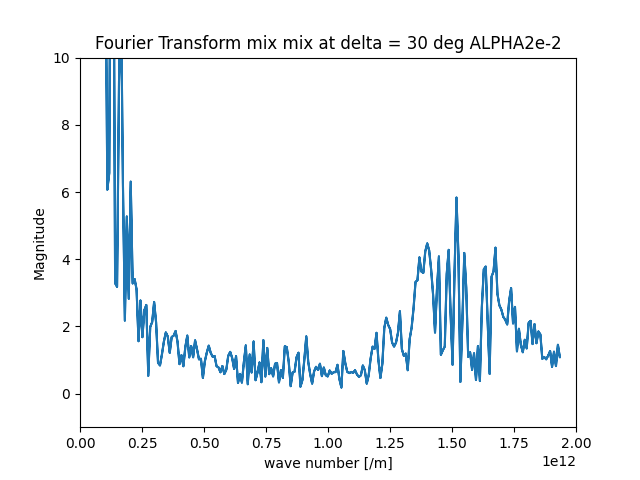 Fourier Transform mix mix at delta = 30 deg ALPHA2e-2
10
8
6
4
2
0
Magnitude
0.00 0.25 0.50 0.75 1.00 1.25 1.50 1.75 2.00
wave number [/m] 1e12